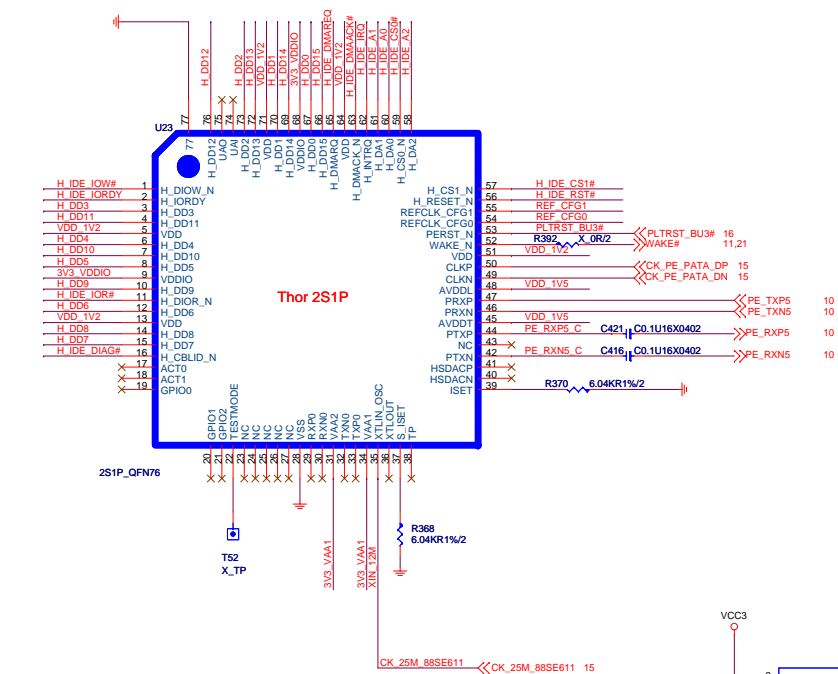 H_DD12
H_DD2
H_DD13
VDD_1V2
H_DD1
H_DD14
3V3_VDDIO
H_DD0
H_DD15
H_IDE_DMAREQ
VDD_1V2
H_IDE_DMAACK#
H_IDE_IRQ
H_IDE_A1
H_IDE_A0
H_IDE_CS0#
H_IDE_A2
77 76 75 74 73 72 71 70 69 68 67 66 65 64 63 62 61 60 59 58
U23
77
H_DD12
UAO
UAI
H_DD2
H_DD13
VDD
H_DD1
H_DD14
VDDIO
H_DD0
H_DD15
H_DMARQ
VDD
H_DMACK_N
H_INTRQ
H_DA1
H_DA0
H_CS0_N
H_DA2
H_IDE_IOW# 1 H_DIOW_N
H_IDE_IORDY 2 H_IORDY
H_DD3 3 H_DD3
H_DD11 4 H_DD11
VDD_1V2 5 VDD
H_DD4 6 H_DD4
H_DD10 7 H_DD10
H_DD5 8 H_DD5
3V3_VDDIO 9 VDDIO
H_DD9 10 H_DD9
H_IDE_IOR# 11 H_DIOR_N
H_DD6 12 H_DD6
VDD_1V2 13 VDD
H_DD8 14 H_DD8
H_DD7 15 H_DD7
H_IDE_DIAG# 16 H_CBLID_N
17 ACT0
18 ACT1
19 GPIO0
Thor 2S1P
H_CS1_N 57 H_IDE_CS1#
H_RESET_N 56 H_IDE_RST#
REFCLK_CFG1 55 REF_CFG1
REFCLK_CFG0 54 REF_CFG0
PERST_N 53 PLTRST_BU3# PLTRST_BU3# 16
WAKE_N 52 R392 X_0R/2 WAKE# 11,21
VDD 51 VDD_1V2
CLKP 50 CK_PE_PATA_DP 15
CLKN 49 CK_PE_PATA_DN 15
AVDDL 48 VDD_1V5
PRXP 47 PE_TXP5 10
PRXN 46 PE_TXN5 10
AVDDT 45 VDD_1V5
PTXP 44 PE_RXP5_C C421 C0.1U16X0402 PE_RXP5 10
NC 43
PTXN 42 PE_RXN5_C C416 C0.1U16X0402 PE_RXN5 10
HSDACP 41
HSDACN 40
ISET 39 R370 6.04KR1%/2
GPIO1
GPIO2
TESTMODE
NC
NC
NC
NC
NC
VSS
RXP0
RXN0
VAA2
TXN0
TXP0
VAA1
XTLIN_OSC
XTLOUT
S_ISET
TP
20 21 22 23 24 25 26 27 28 29 30 31 32 33 34 35 36 37 38
2S1P_QFN76
T52
X_TP
3V3_VAA1
3V3_VAA1
XIN_12M
R368
6.04KR1%/2
VCC3
CK_25M_88SE611 CK_25M_88SE611 15